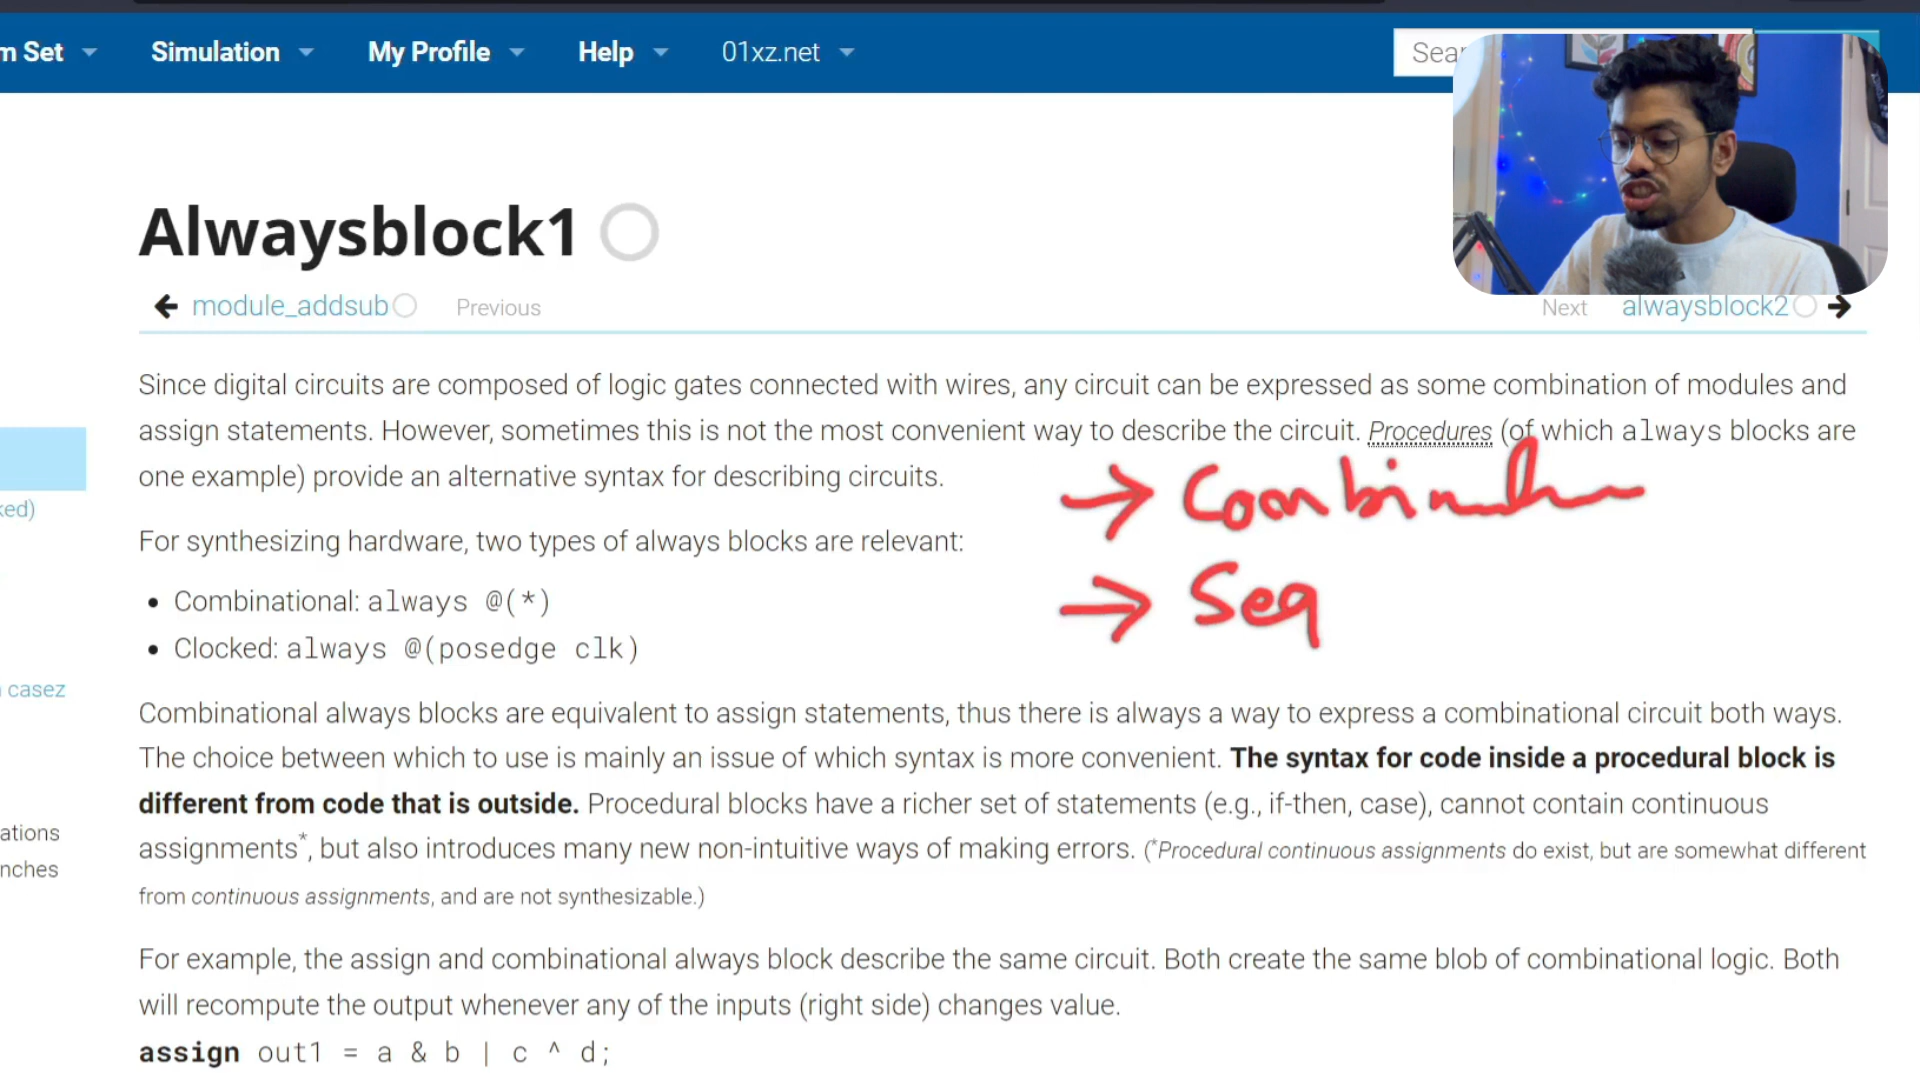 m Set Simulation My Profile Help 01xz.net
Alwaysblock1
module_addsub Previous Next alwaysblock2
Since digital circuits are composed of logic gates connected with wires, any circuit can be expressed as some combination of modules and
assign statements. However, sometimes this is not the most convenient way to describe the circuit. Procedures (of which always blocks are
one example) provide an alternative syntax for describing circuits.
→ Seq
ked)
For synthesizing hardware, two types of always blocks are relevant:
• Combinational: always @(*)
• Clocked: always @(posedge clk)
casez
Combinational always blocks are equivalent to assign statements, thus there is always a way to express a combinational circuit both ways.
The choice between which to use is mainly an issue of which syntax is more convenient. The syntax for code inside a procedural block is
different from code that is outside. Procedural blocks have a richer set of statements (e.g., if-then, case), cannot contain continuous
assignments*, but also introduces many new non-intuitive ways of making errors. (*Procedural continuous assignments do exist, but are somewhat different
from continuous assignments, and are not synthesizable.)
ations
nches
For example, the assign and combinational always block describe the same circuit. Both create the same blob of combinational logic. Both
will recompute the output whenever any of the inputs (right side) changes value.
assign out1 = a & b | c ^ d;